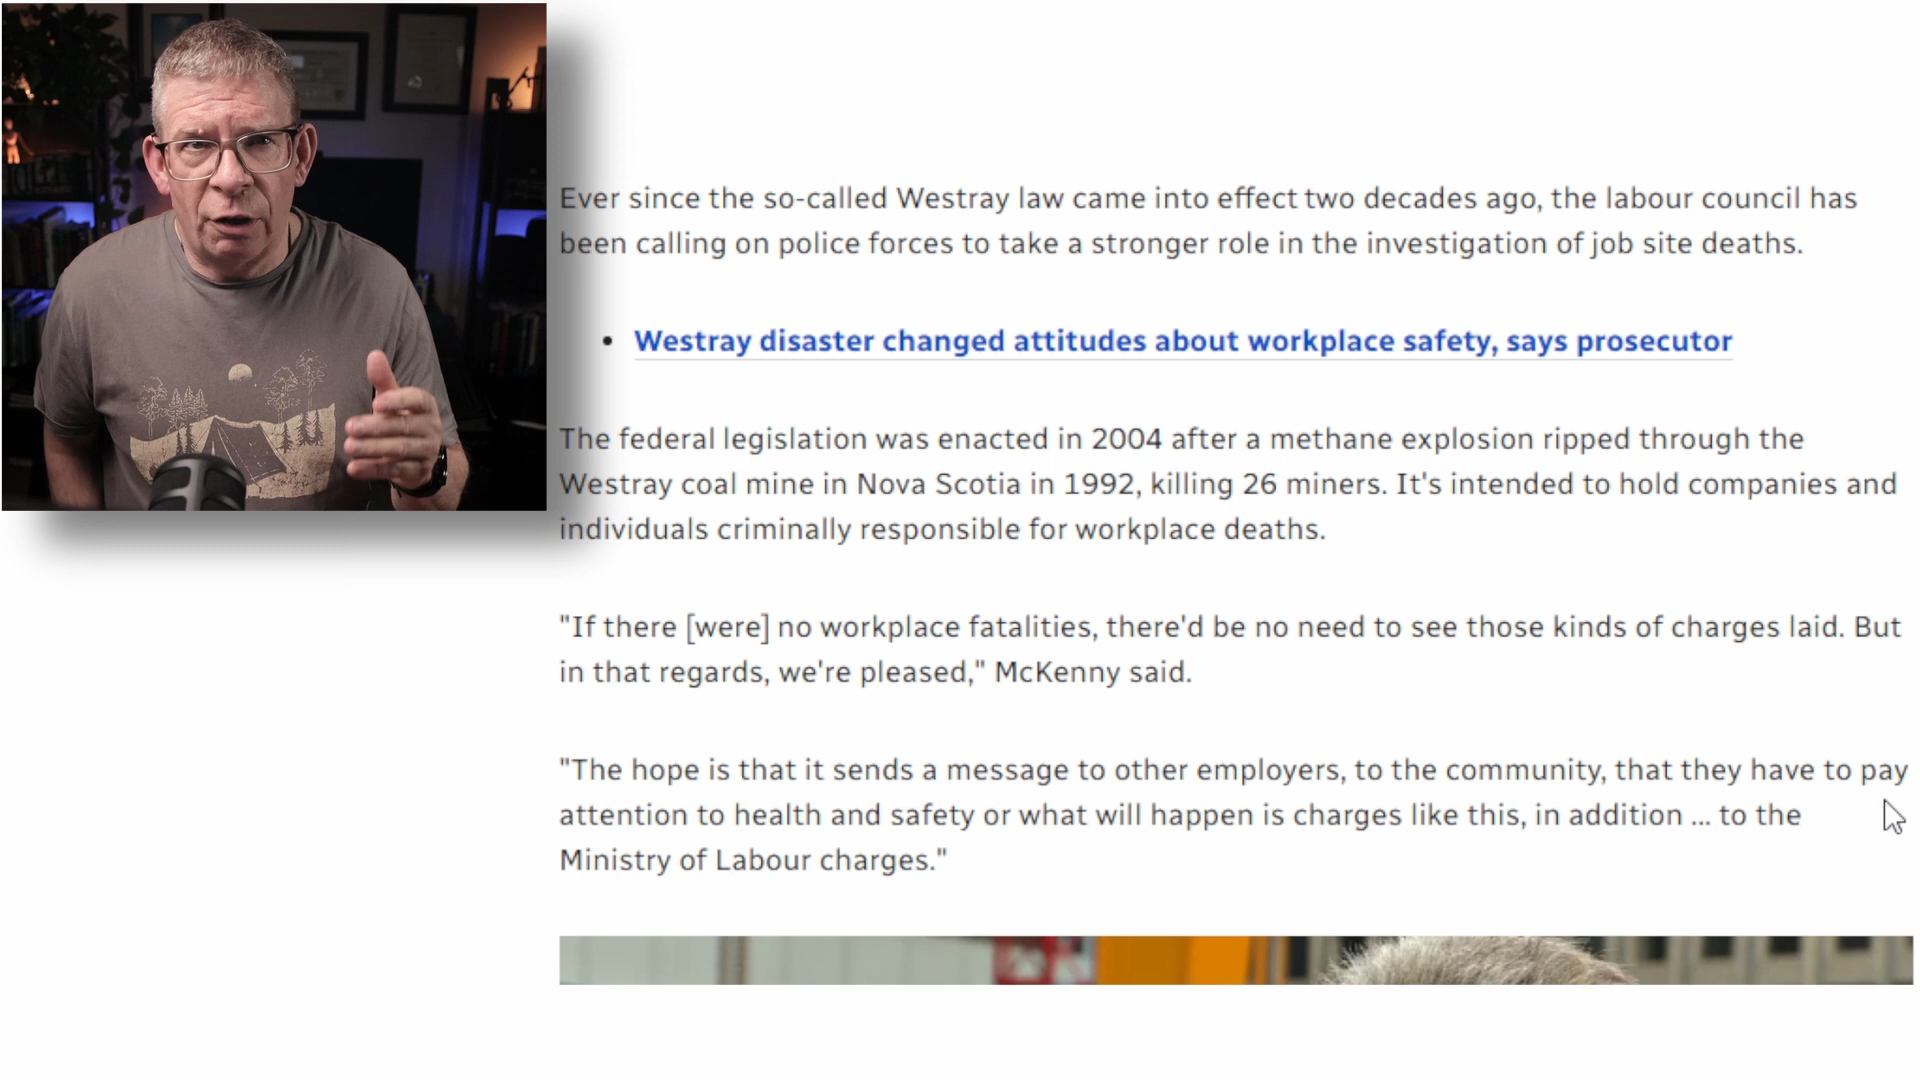 Ever since the so-called Westray law came into effect two decades ago, the labour council has
been calling on police forces to take a stronger role in the investigation of job site deaths.
• Westray disaster changed attitudes about workplace safety, says prosecutor
The federal legislation was enacted in 2004 after a methane explosion ripped through the
Westray coal mine in Nova Scotia in 1992, killing 26 miners. It's intended to hold companies and
individuals criminally responsible for workplace deaths.
"If there [were] no workplace fatalities, there'd be no need to see those kinds of charges laid. But
in that regards, we're pleased," McKenny said.
"The hope is that it sends a message to other employers, to the community, that they have to pay
attention to health and safety or what will happen is charges like this, in addition ... to the
Ministry of Labour charges."